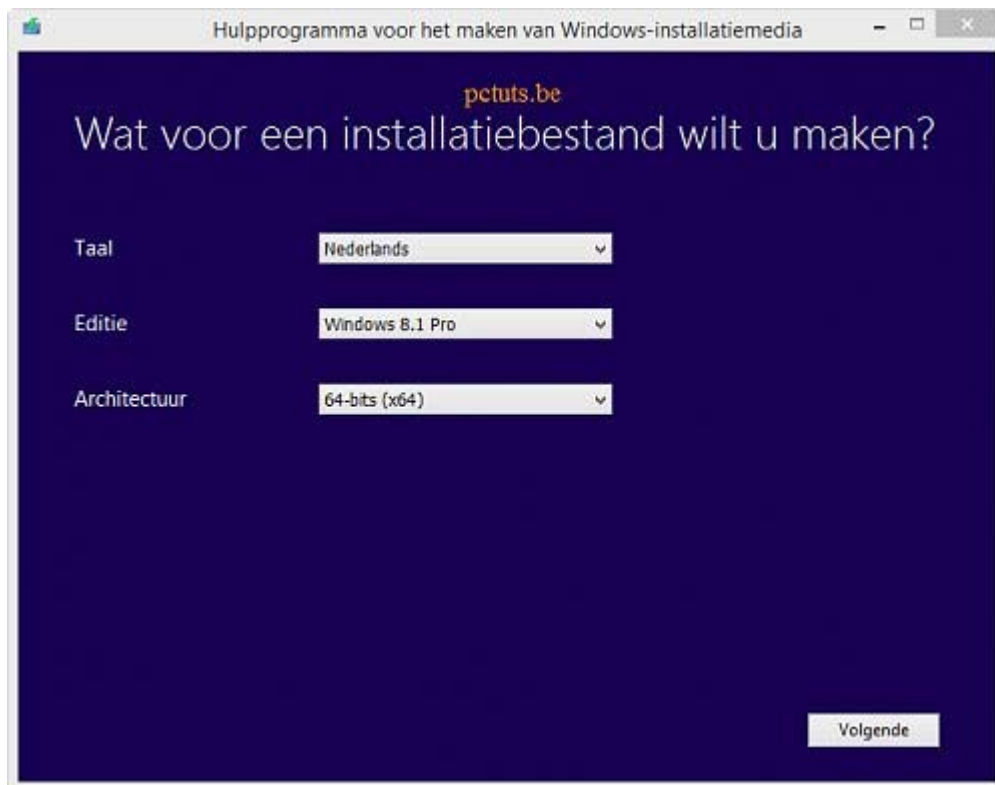 Hulpprogramma voor het maken van Windows-installatiemedia
pctuts.be
Wat voor een installatiebestand wilt u maken?
Taal Nederlands
Editie Windows 8.1 Pro
Architectuur 64-bits (x64)
Volgende